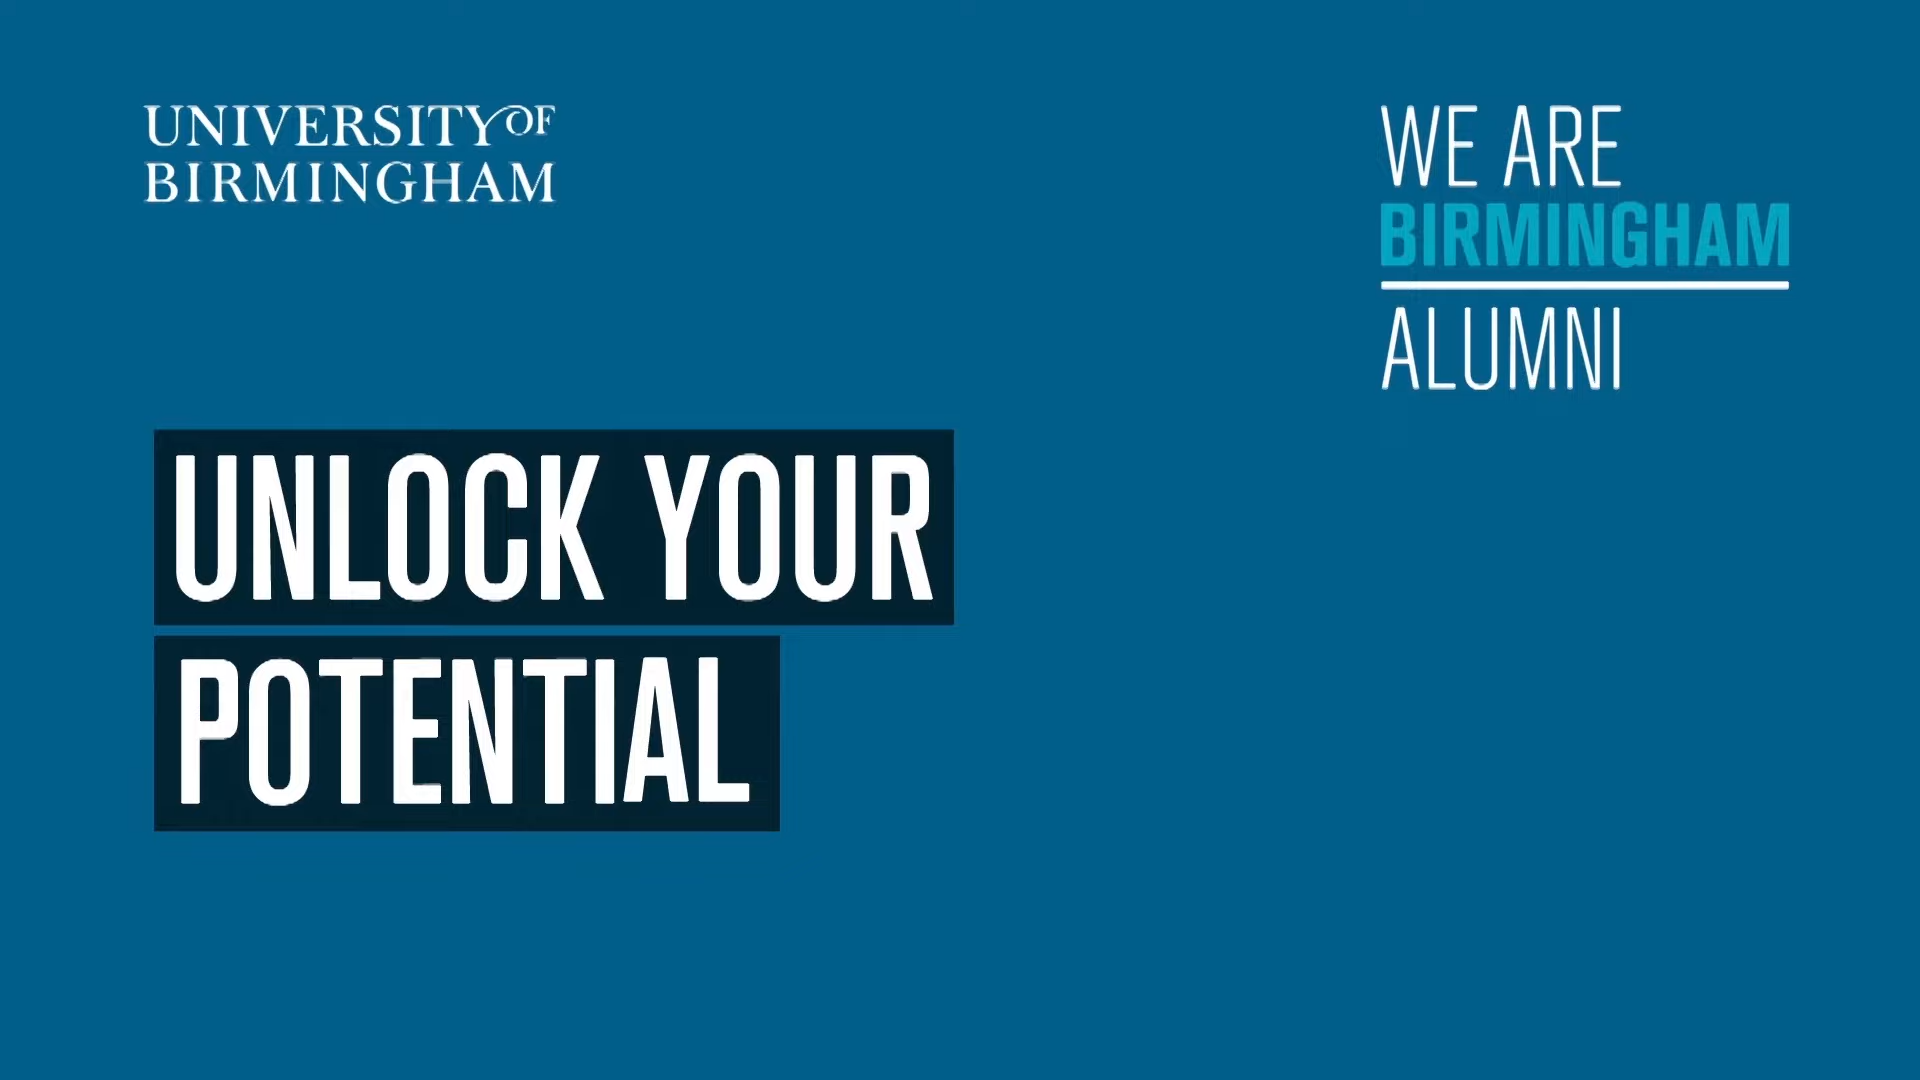 UNIVERSITY OF
BIRMINGHAM
WE ARE
BIRMINGHAM
ALUMNI
UNLOCK YOUR
POTENTIAL